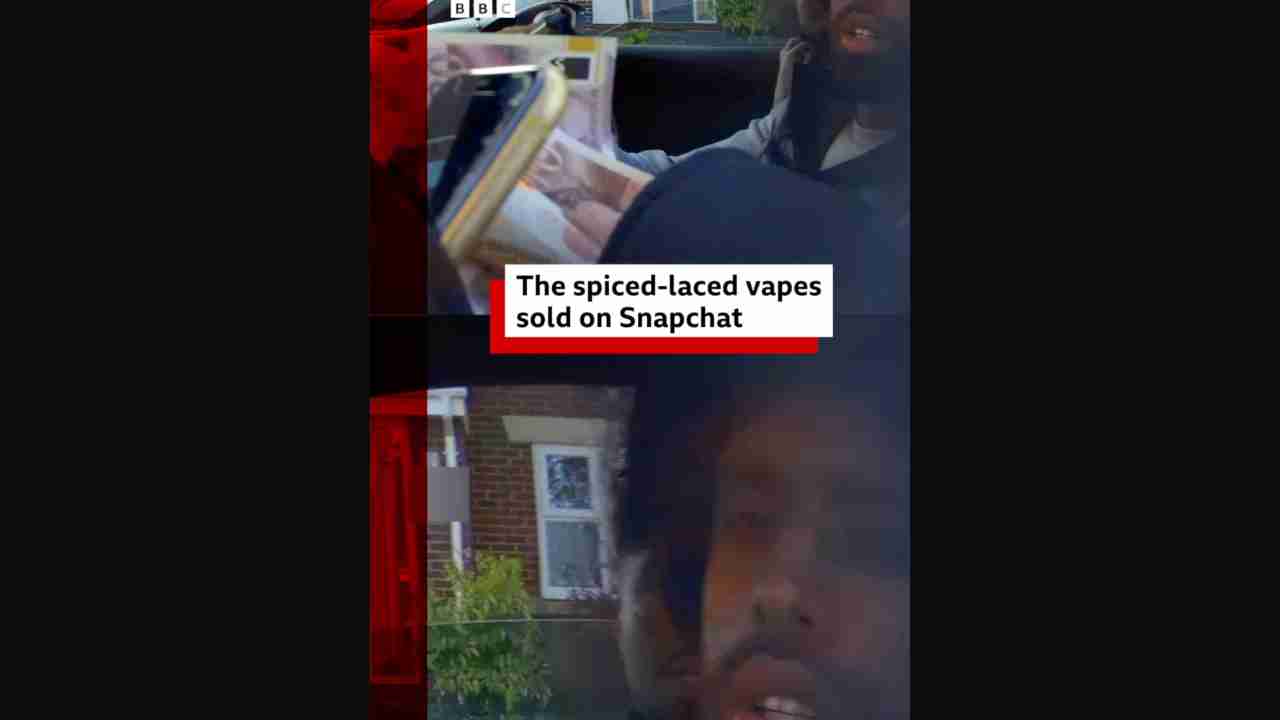 BBC
The spiced-laced vapes
sold on Snapchat